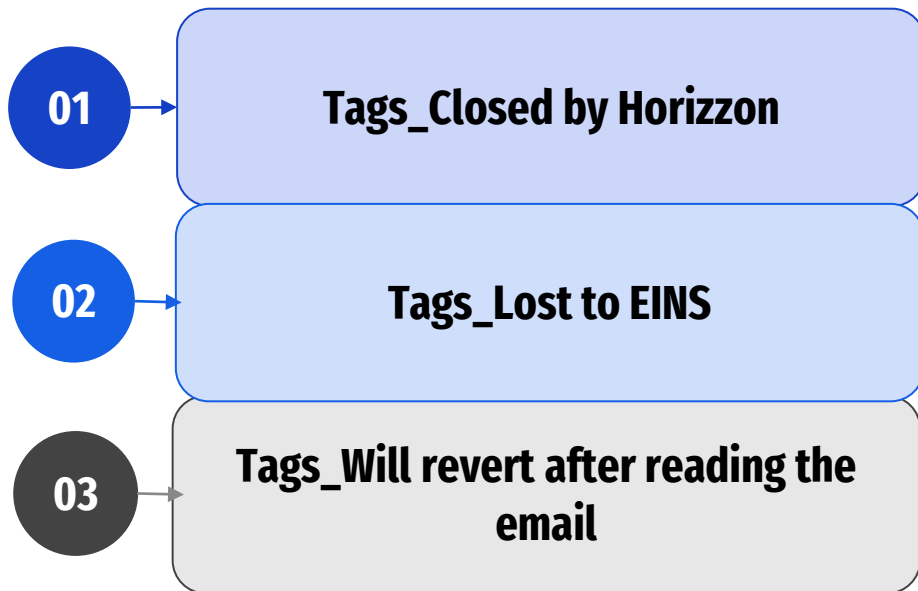 01
Tags_Closed by Horizzon
02
Tags_Lost to EINS
03
Tags_Will revert after reading the
email